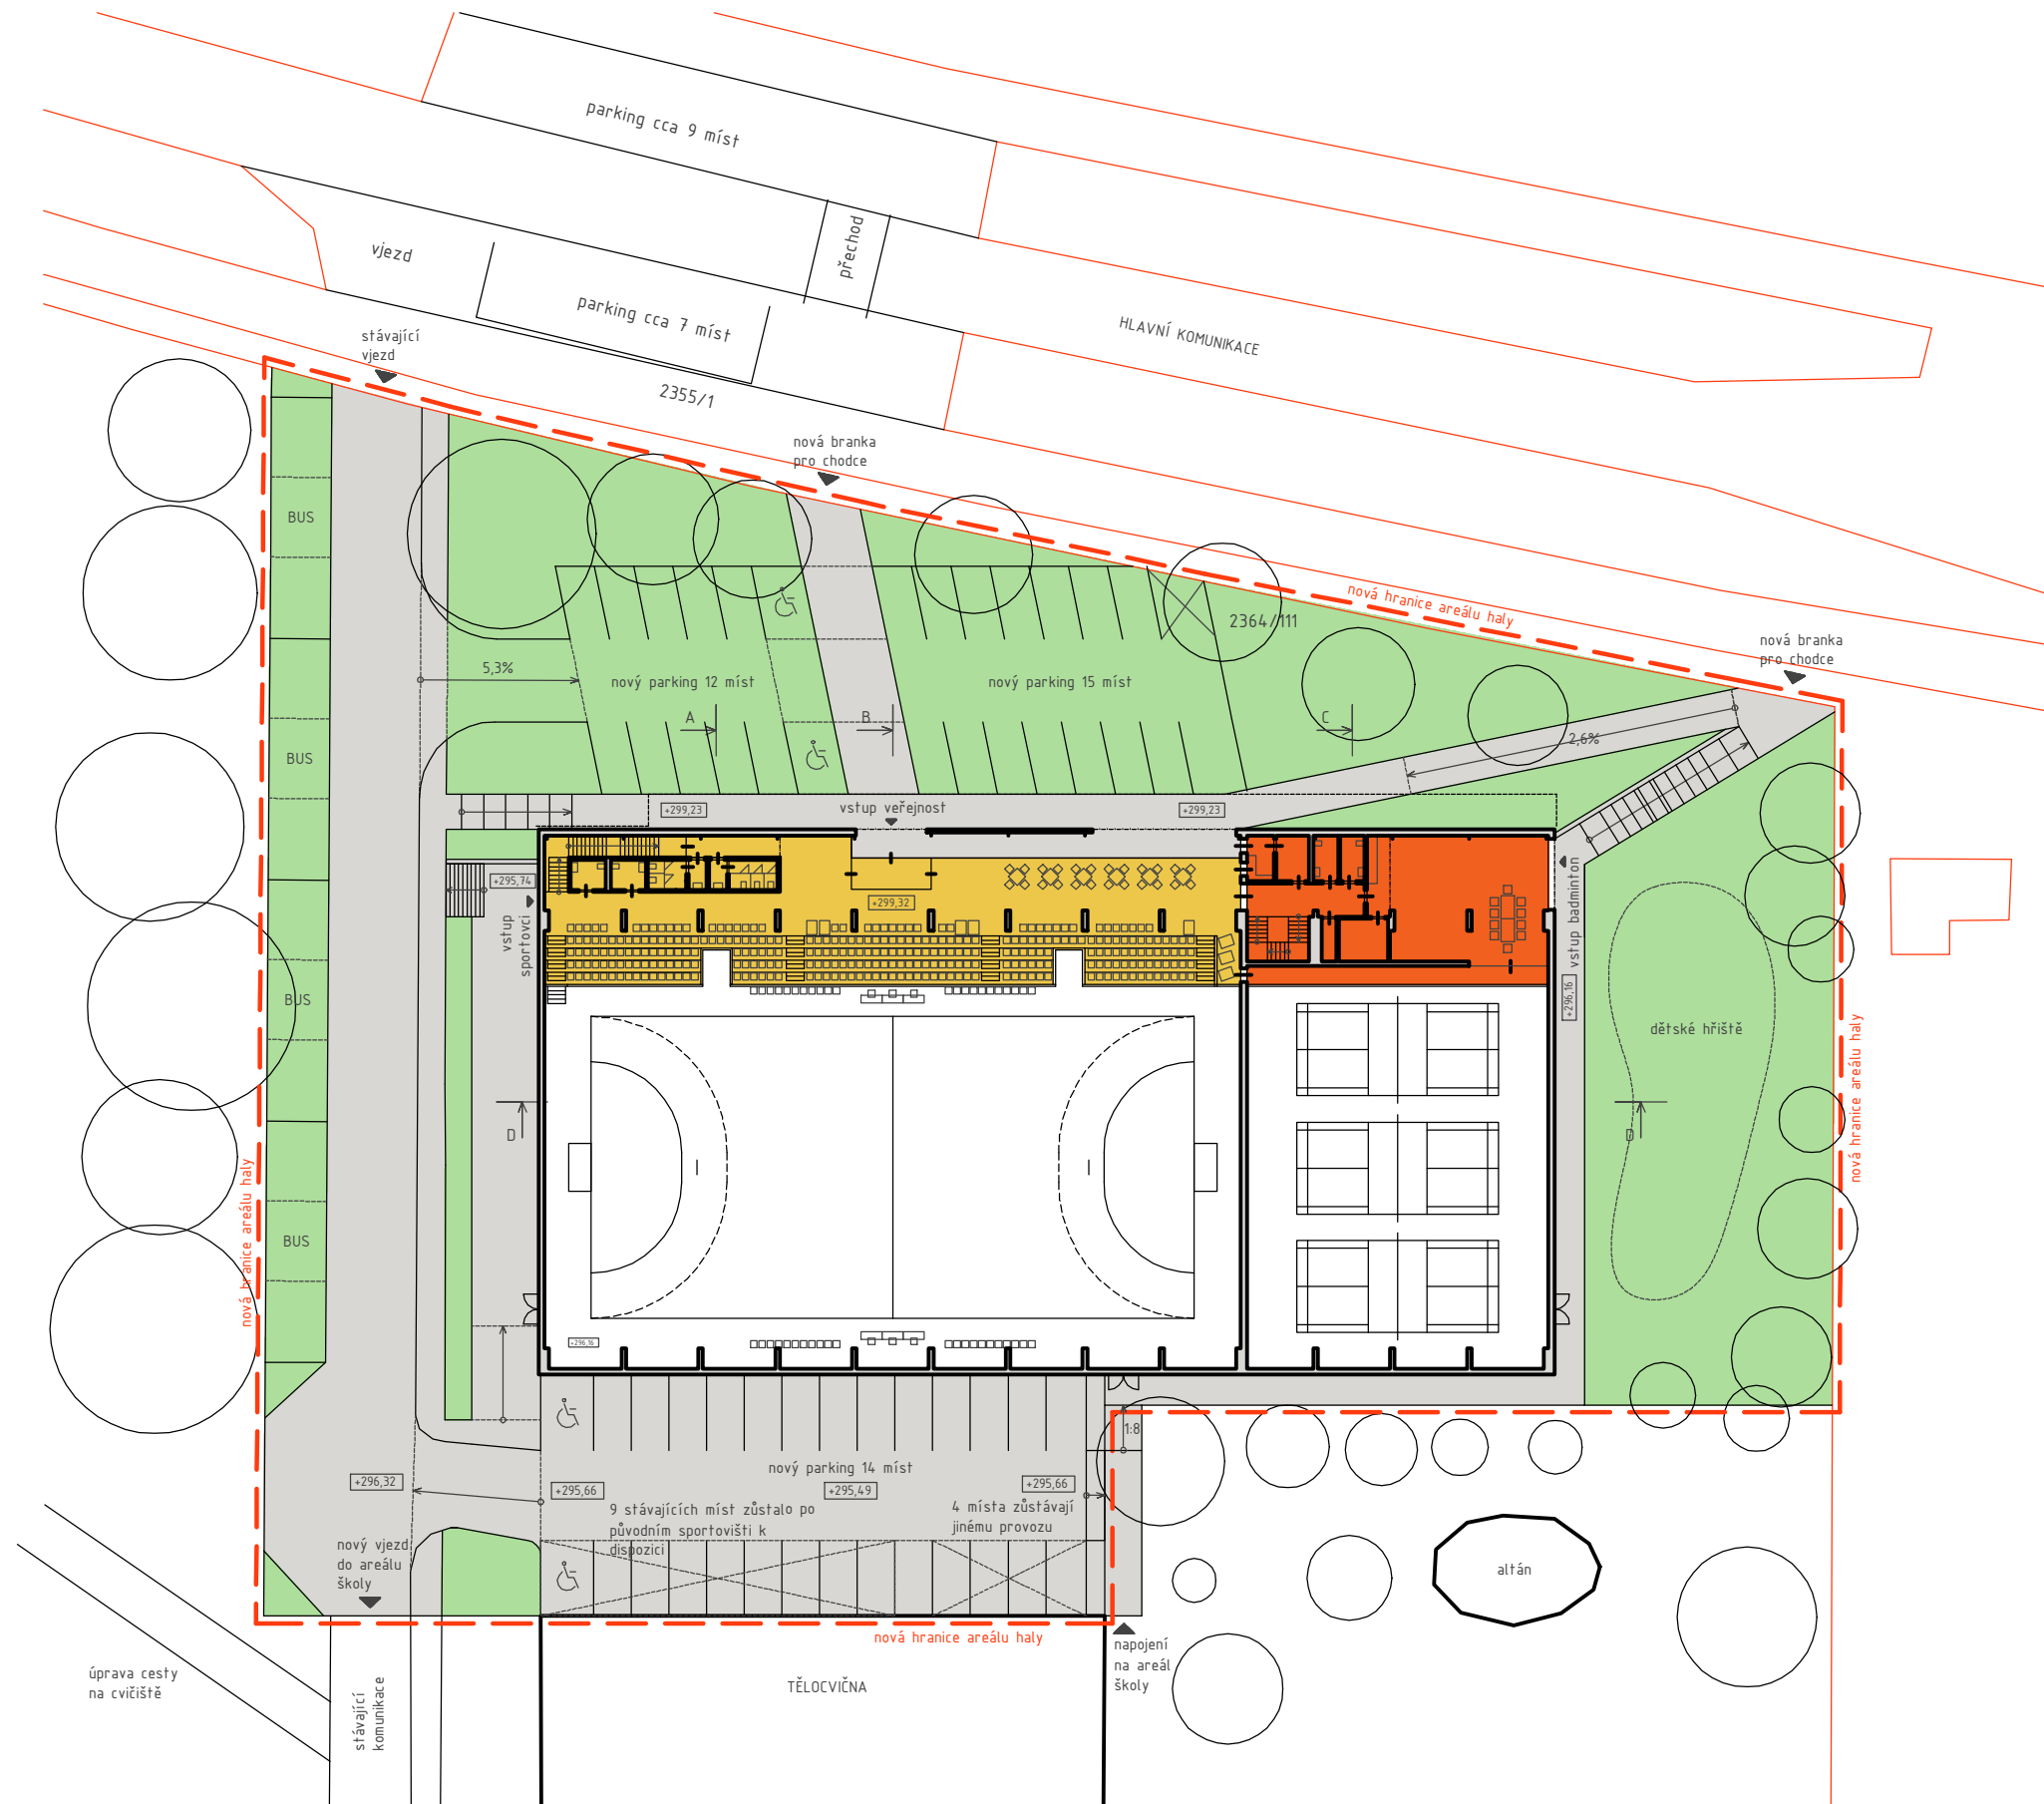 parking cca 9 míst
přechod
vjezd
parking cca 7 míst
HLAVNÍ KOMUNIKACE
stávající
vjezd
2355/1
nová branka
pro chodce
BUS
nová hranice areálu haly
2364/111
nová branka
pro chodce
5,3%
nový parking 12 míst
nový parking 15 míst
A
B
C
2,6%
BUS
+299,23
vstup veřejnost
+299,23
+295,74
+299,32
vstup
sportovci
vstup badminton
+296,16
BUS
dětské hřiště
nová hranice areálu haly
D
D
BUS
nová hranice areálu haly
+296,16
1:8
nový parking 14 míst
+296,32
+295,66
+295,49
+295,66
9 stávajících míst zůstalo po
původním sportovišti k
dispozici
4 místa zůstávají
jinému provozu
nový vjezd
do areálu
školy
altán
nová hranice areálu haly
napojení
na areál
školy
úprava cesty
na cvičiště
stávající
komunikace
TĚLOCVIČNA